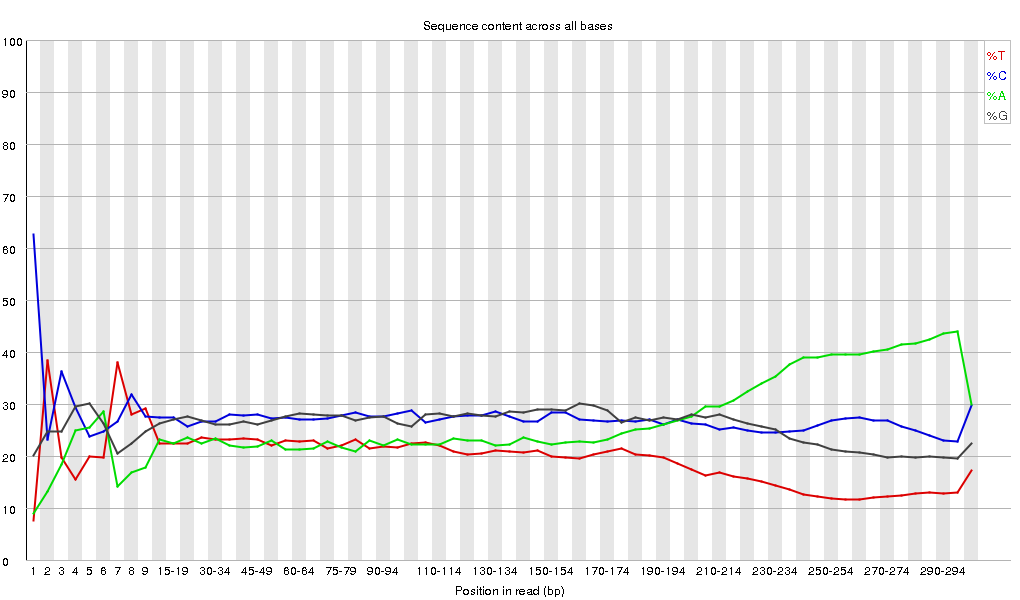 Sequence content across all bases
100
90
80
70
60
50
40
30
20
10
0
%T
%C
%A
%G
1 2 3 4 5 6 7 8 9 15-19 30-34 45-49 60-64 75-79 90-94 110-114 130-134 150-154 170-174 190-194 210-214 230-234 250-254 270-274 290-294
Position in read (bp)